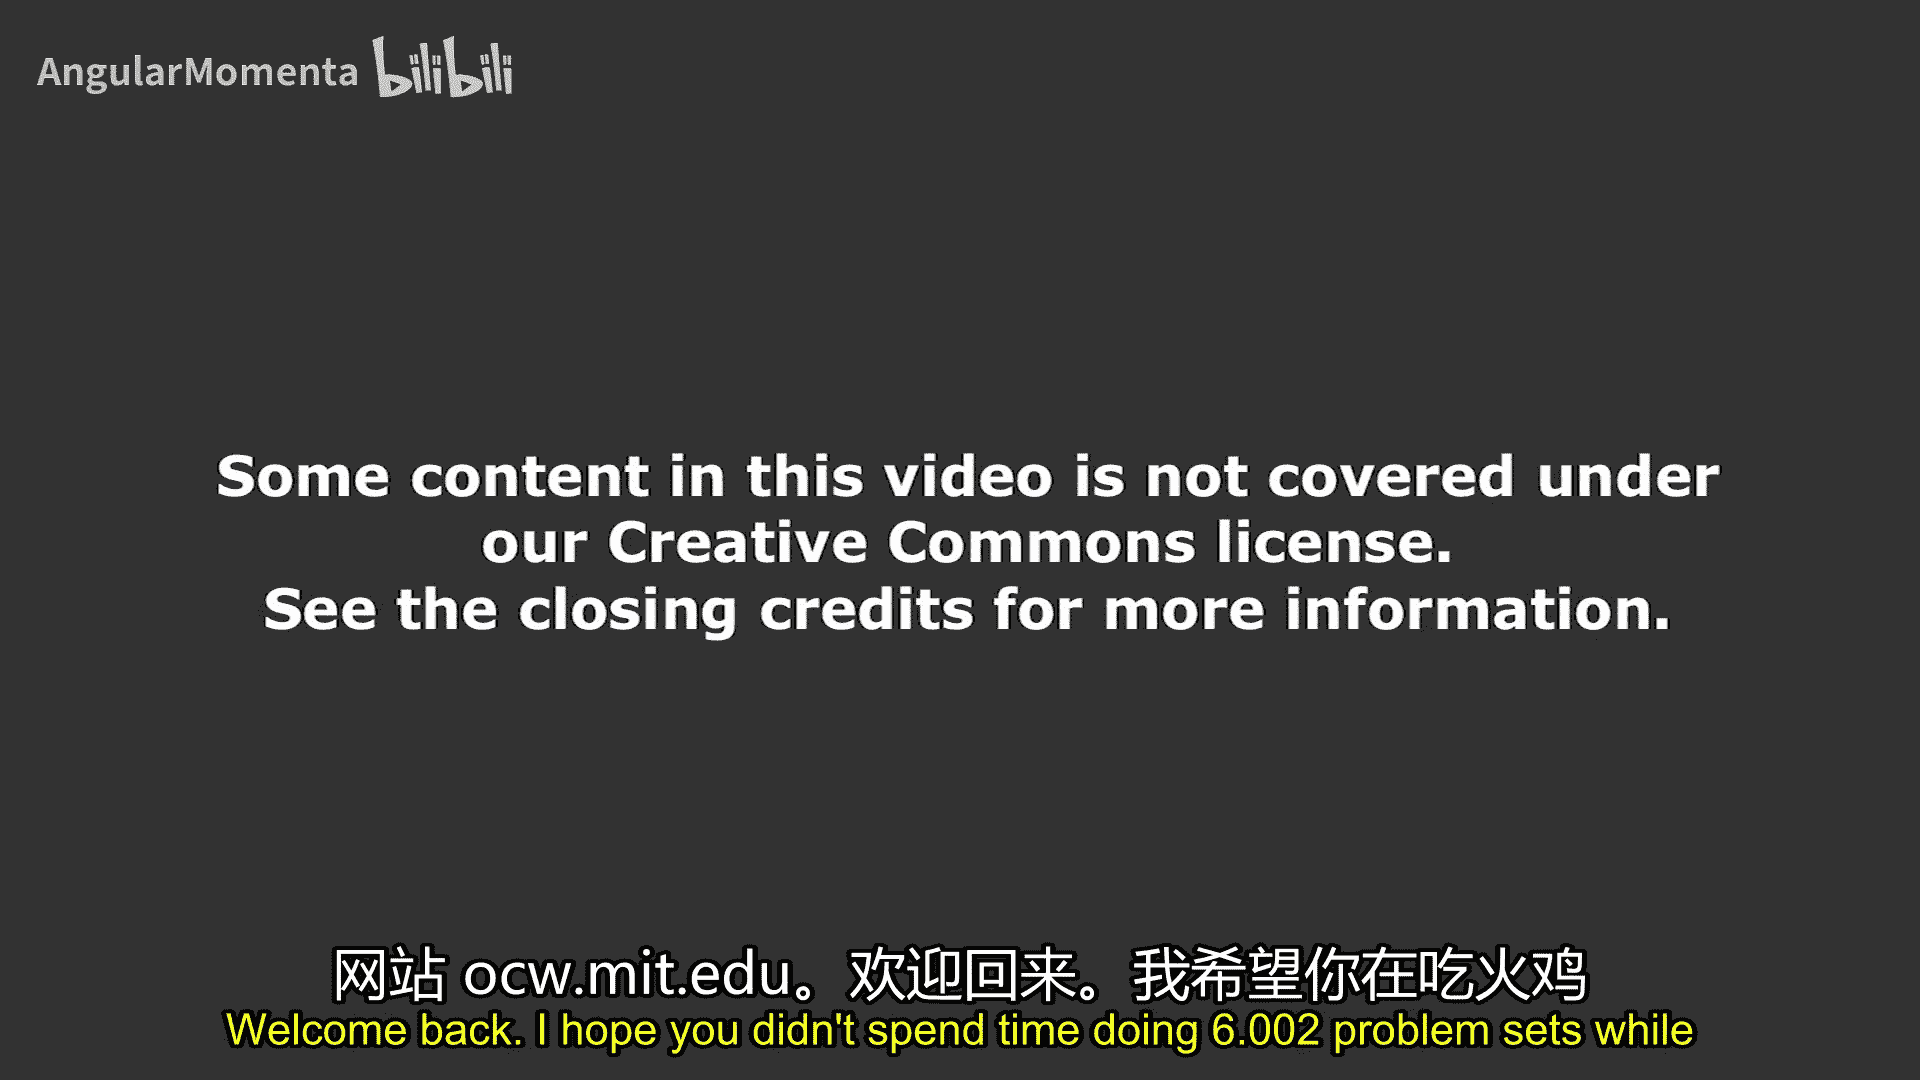 AngularMomenta bilibili
Some content in this video is not covered under
our Creative Commons license.
See the closing credits for more information.
网站 ocw.mit.edu。欢迎回来。我希望你在吃火鸡
Welcome back. I hope you didn't spend time doing 6.002 problem sets while